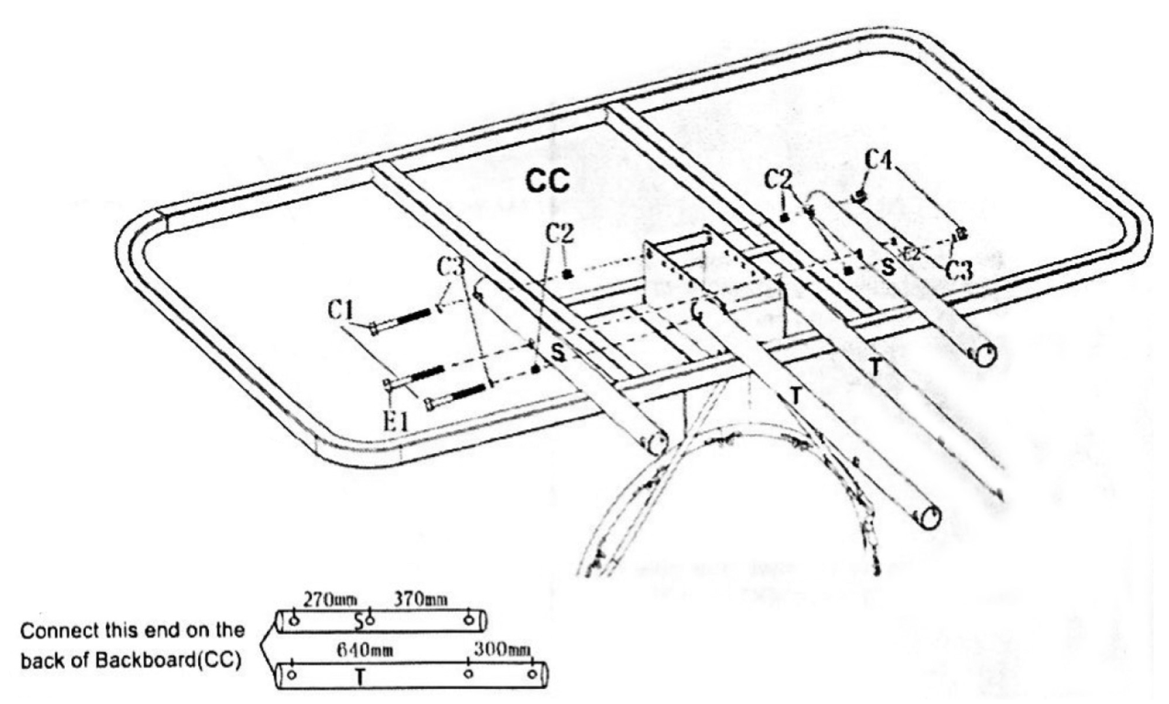 C4
C2
CC
C2
C2
C3
S
C3
C1
S
T
T
E1
270mm 370mm
S
Connect this end on the
back of Backboard(CC)
640mm 300mm
T